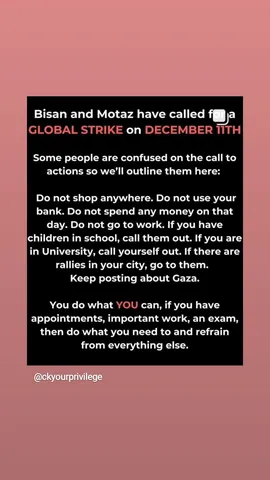 Bisan and Motaz have called for a
GLOBAL STRIKE on DECEMBER 11TH
Some people are confused on the call to
actions so we'll outline them here:
Do not shop anywhere. Do not use your
bank. Do not spend any money on that
day. Do not go to work. If you have
children in school, call them out. If you are
in University, call yourself out. If there are
rallies in your city, go to them.
Keep posting about Gaza.
You do what YOU can, if you have
appointments, important work, an exam,
then do what you need to and refrain
from everything else.
@ckyourprivilege